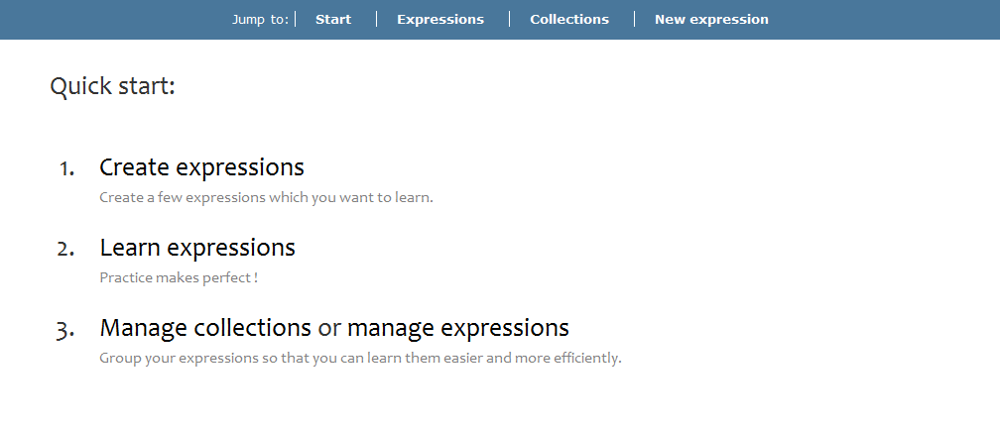 Jump to: Start Expressions Collections New expression
Quick start:
1. Create expressions
Create a few expressions which you want to learn.
2. Learn expressions
Practice makes perfect !
3. Manage collections or manage expressions
Group your expressions so that you can learn them easier and more efficiently.